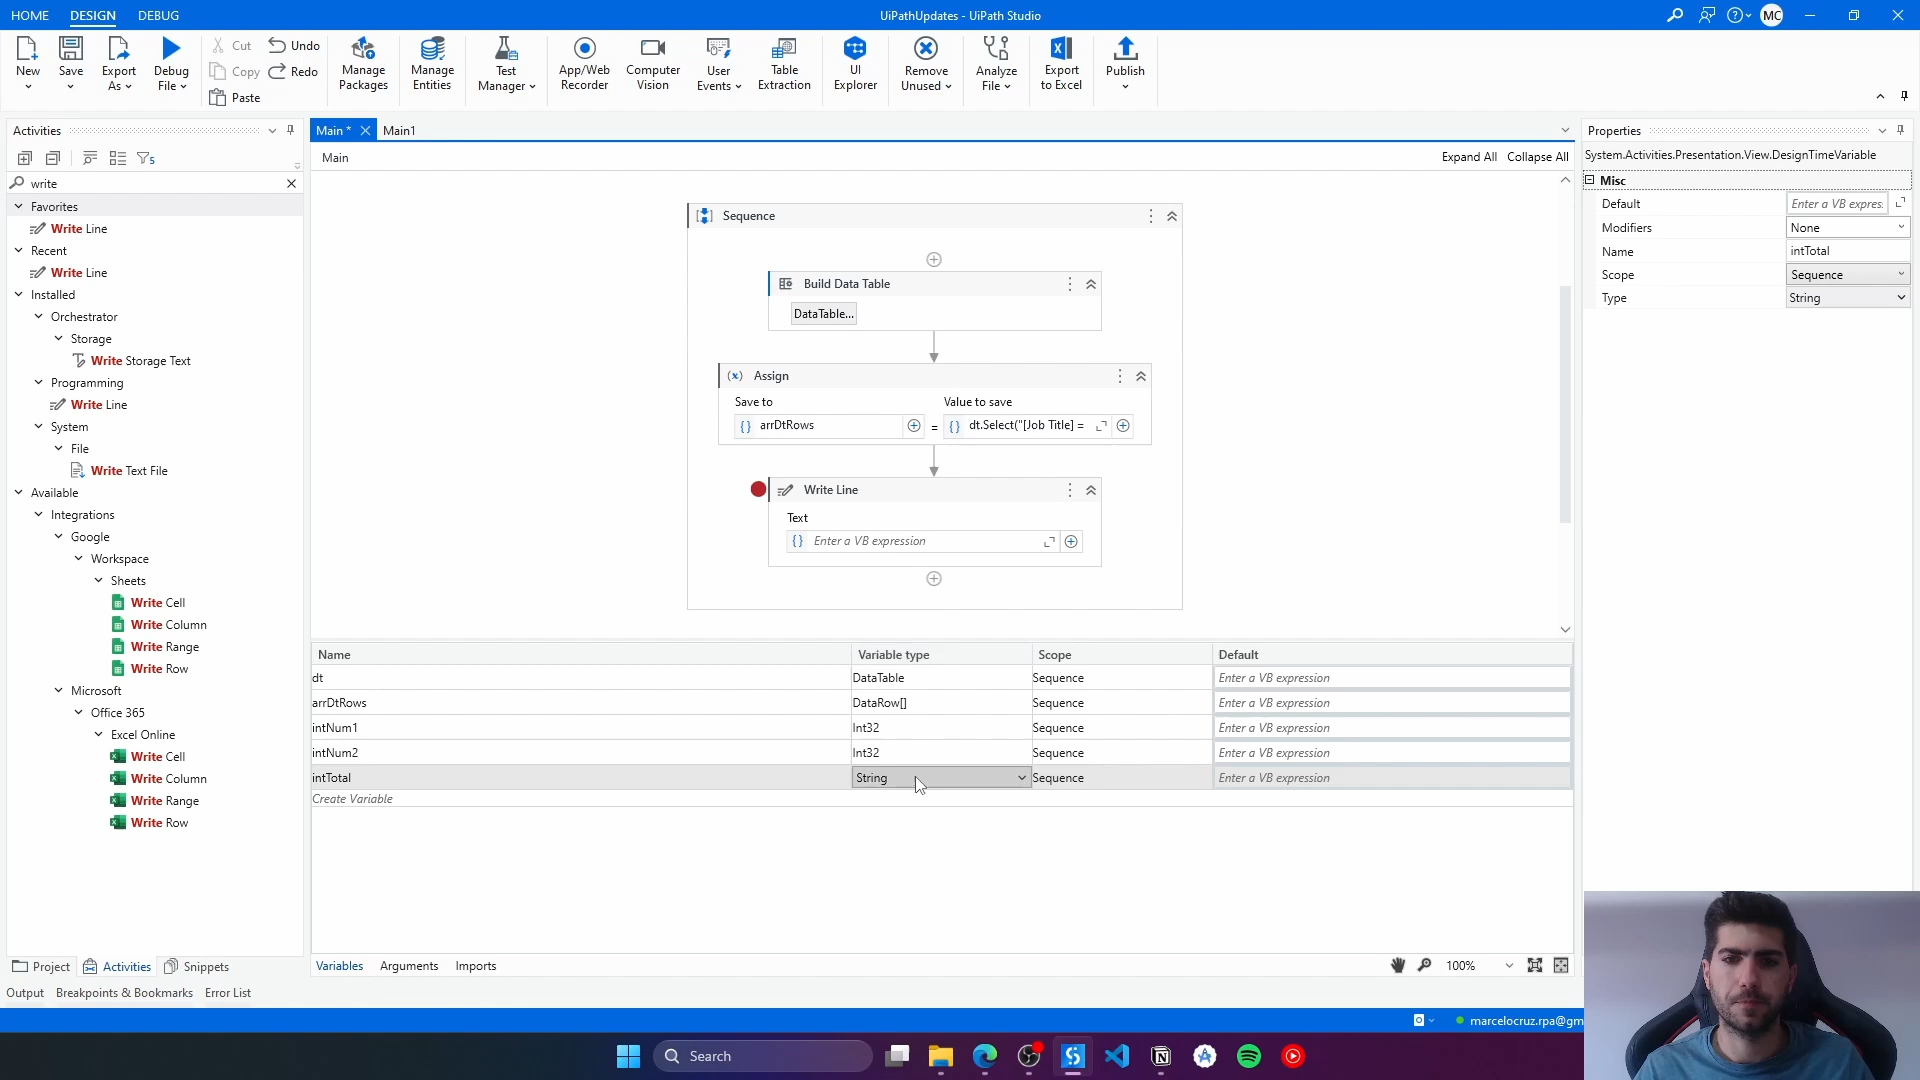 HOME DESIGN DEBUG
UiPathUpdates - UiPath Studio
MC
New
Save
Export As
Debug File
Cut
Copy
Paste
Undo
Redo
Manage Packages
Manage Entities
Test Manager
App/Web Recorder
Computer Vision
User Events
Table Extraction
UI Explorer
Remove Unused
Analyze File
Export to Excel
Publish
Activities
write
Favorites
Write Line
Recent
Write Line
Installed
Orchestrator
Storage
Write Storage Text
Programming
Write Line
System
File
Write Text File
Available
Integrations
Google
Workspace
Sheets
Write Cell
Write Column
Write Range
Write Row
Microsoft
Office 365
Excel Online
Write Cell
Write Column
Write Range
Write Row
Project Activities Snippets
Main * Main1
Main
Expand All Collapse All
Sequence
Build Data Table
DataTable...
Assign
Save to Value to save
arrDtRows = dt.Select("[Job Title] =
Write Line
Text
Enter a VB expression
Name Variable type Scope Default
dt DataTable Sequence Enter a VB expression
arrDtRows DataRow[] Sequence Enter a VB expression
intNum1 Int32 Sequence Enter a VB expression
intNum2 Int32 Sequence Enter a VB expression
intTotal String Sequence Enter a VB expression
Create Variable
Variables Arguments Imports
100%
Properties
System.Activities.Presentation.View.DesignTimeVariable
Misc
Default Enter a VB expres:
Modifiers None
Name intTotal
Scope Sequence
Type String
Output Breakpoints & Bookmarks Error List
marcelocruz.rpa@gm
Search